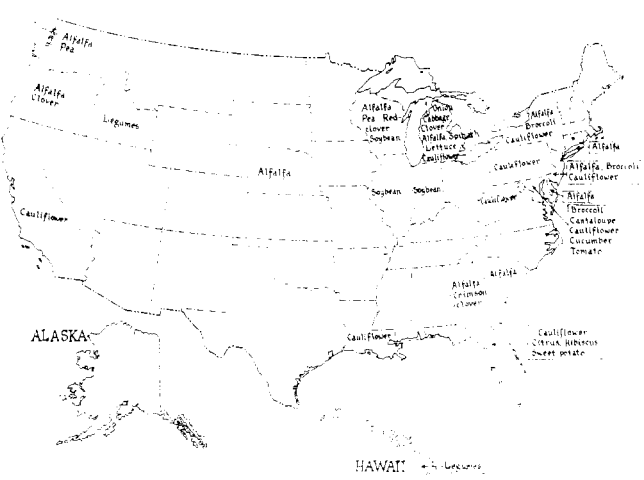 Alfalfa
Pea
Alfalfa
Clover
Legumes
Cauliflower
Alfalfa
Alfalfa
Pea Red
clover
Soybean
Onion
Cabbage
Clover
Alfalfa Spinach
Lettuce
Cauliflower
Soybean
Soybean
Alfalfa
Broccoli
Cauliflower
Cauliflower
Cauliflower
Alfalfa
Alfalfa, Broccoli
Cauliflower
Alfalfa
Broccoli
Cantaloupe
Cauliflower
Cucumber
Tomato
Alfalfa
Alfalfa
Crimson
clover
Cauliflower
Cauliflower
Citrus, Hibiscus
Sweet potato
ALASKA
HAWAII
Legumes